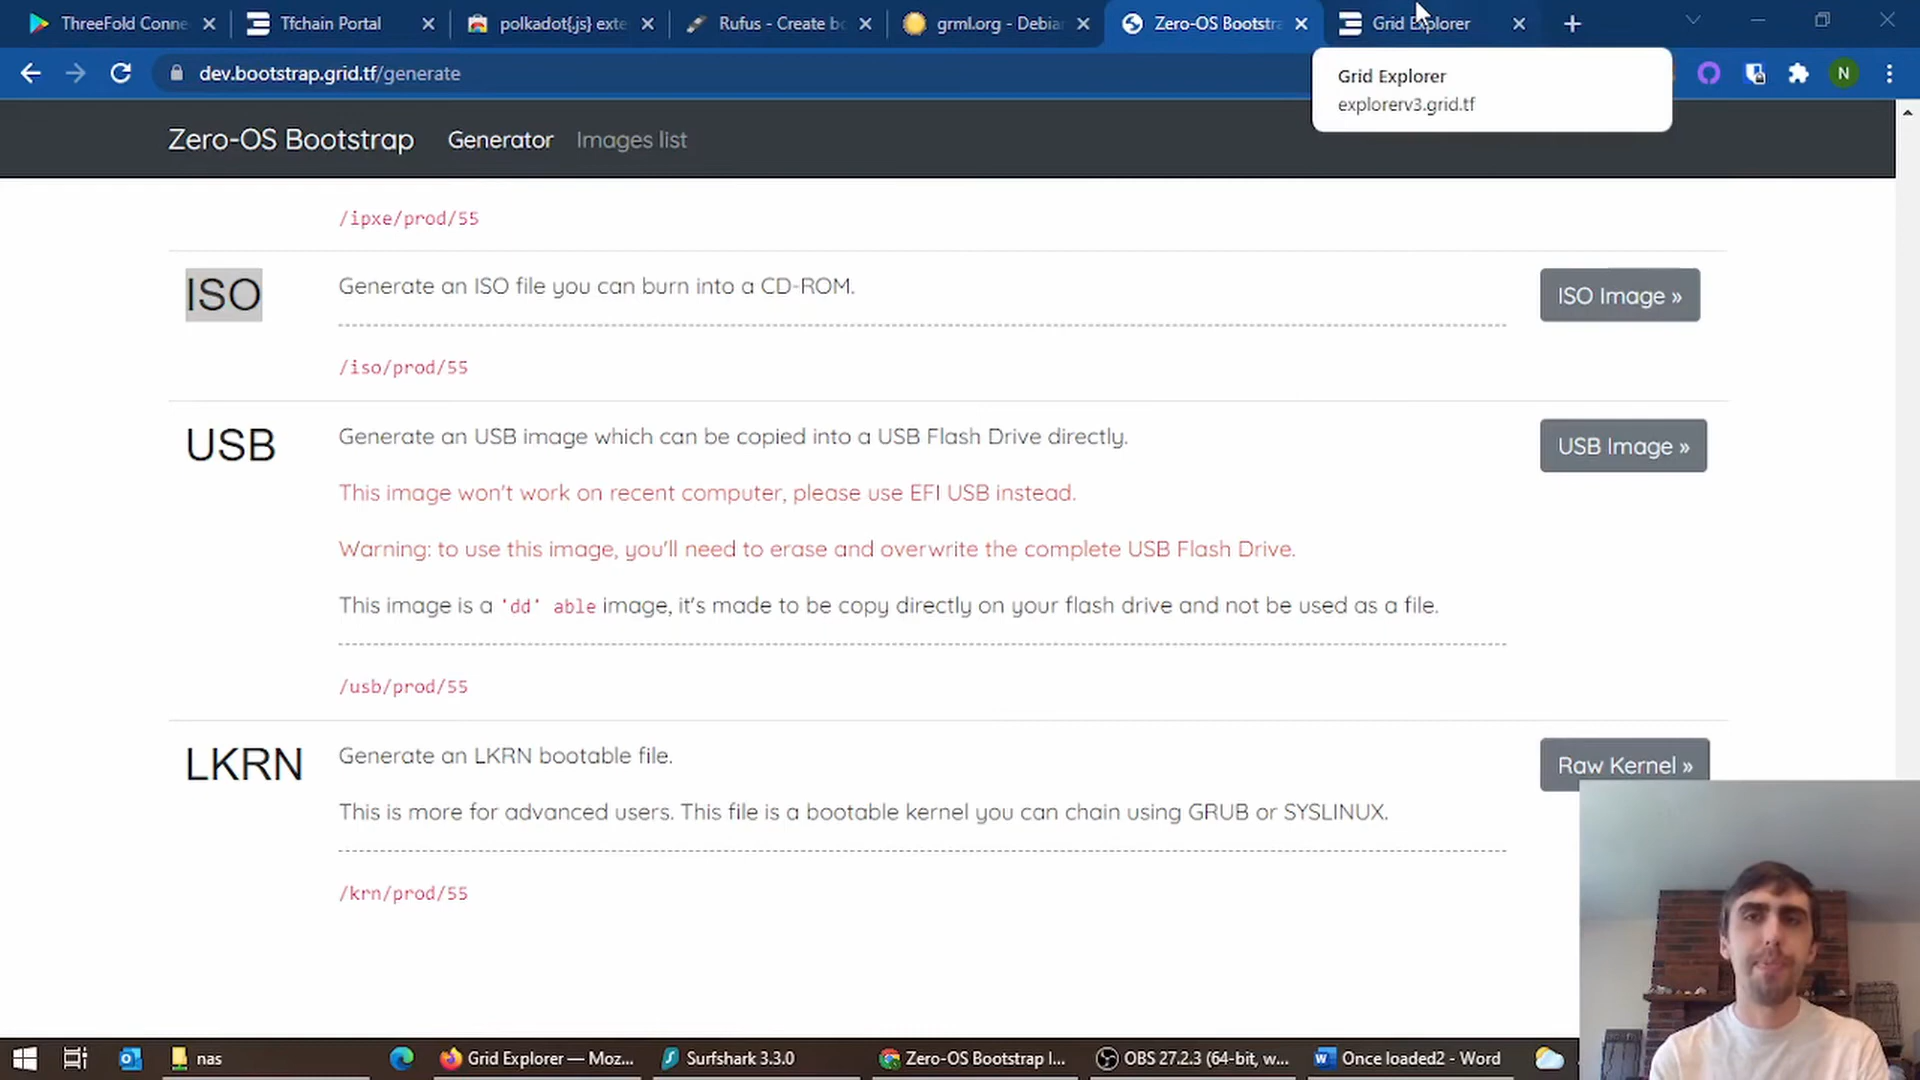 ThreeFold Conne
Tfchain Portal
polkadot{.js} exte
Rufus - Create bo
grml.org - Debian
Zero-OS Bootstra
Grid Explorer
dev.bootstrap.grid.tf/generate
Grid Explorer
explorerv3.grid.tf
N
Zero-OS Bootstrap
Generator
Images list
/ipxe/prod/55
ISO
Generate an ISO file you can burn into a CD-ROM.
ISO Image »
/iso/prod/55
USB
Generate an USB image which can be copied into a USB Flash Drive directly.
USB Image »
This image won't work on recent computer, please use EFI USB instead.
Warning: to use this image, you'll need to erase and overwrite the complete USB Flash Drive.
This image is a 'dd' able image, it's made to be copy directly on your flash drive and not be used as a file.
/usb/prod/55
LKRN
Generate an LKRN bootable file.
Raw Kernel »
This is more for advanced users. This file is a bootable kernel you can chain using GRUB or SYSLINUX.
/krn/prod/55
nas
Grid Explorer — Moz...
Surfshark 3.3.0
Zero-OS Bootstrap I...
OBS 27.2.3 (64-bit, w...
Once loaded2 - Word